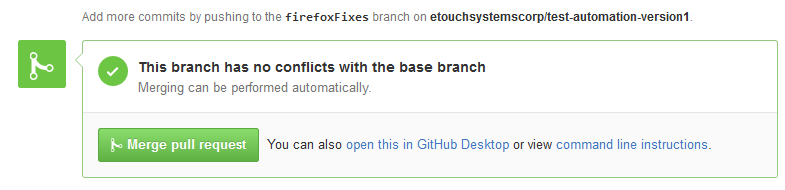 Add more commits by pushing to the firefoxFixes branch on etouchsystemscorp/test-automation-version1.
This branch has no conflicts with the base branch
Merging can be performed automatically.
Merge pull request You can also open this in GitHub Desktop or view command line instructions.